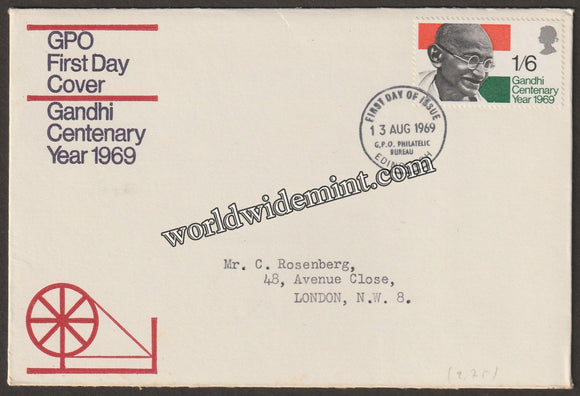 GPO
First Day
Cover
Gandhi
Centenary
Year 1969
1/6
Gandhi
Centenary
Year 1969
FIRST DAY OF ISSUE
13 AUG 1969
G.P.O. PHILATELIC
BUREAU
EDINBURGH
worldwidemint.com
Mr. C. Rosenberg,
48, Avenue Close,
LONDON, N.W. 8.